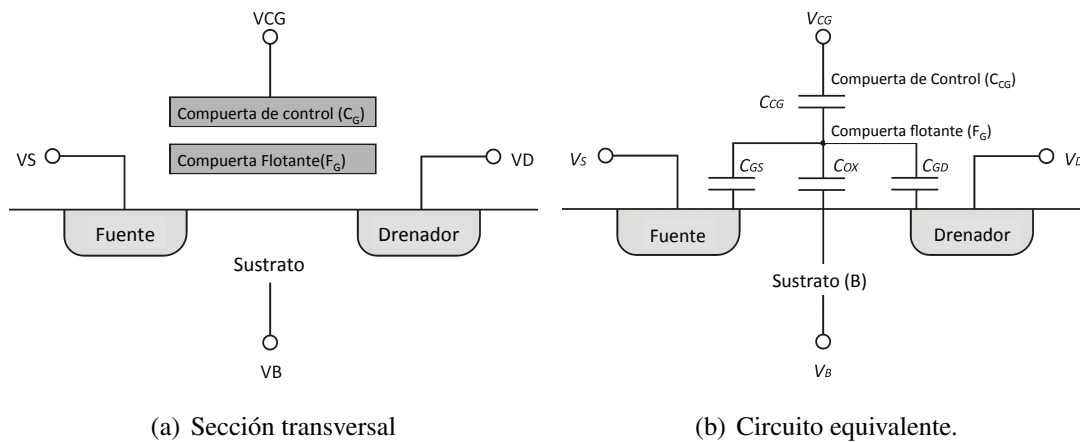 VCG
Compuerta de control (CG)
Compuerta Flotante(FG)
VS
VD
Fuente
Drenador
Sustrato
VB
(a) Sección transversal
VCG
Compuerta de Control (CCG)
CCG
Compuerta flotante (FG)
VS
VD
CGS
COX
CGD
Fuente
Drenador
Sustrato (B)
VB
(b) Circuito equivalente.